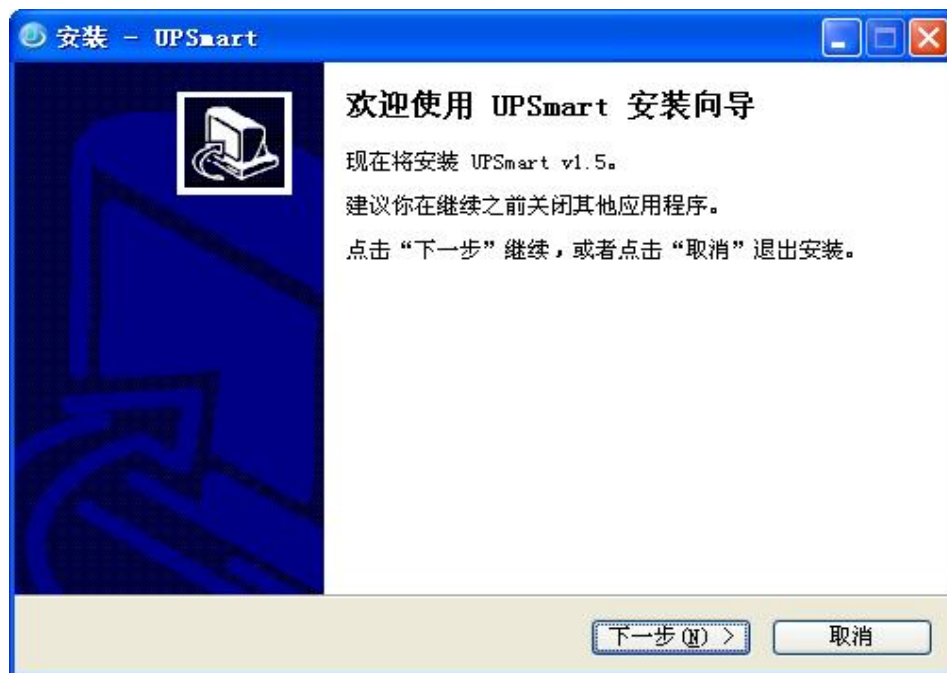 安装 - UPSmart
欢迎使用 UPSmart 安装向导
现在将安装 UPSmart v1.5。
建议你在继续之前关闭其他应用程序。
点击“下一步”继续，或者点击“取消”退出安装。
下一步(N) >
取消